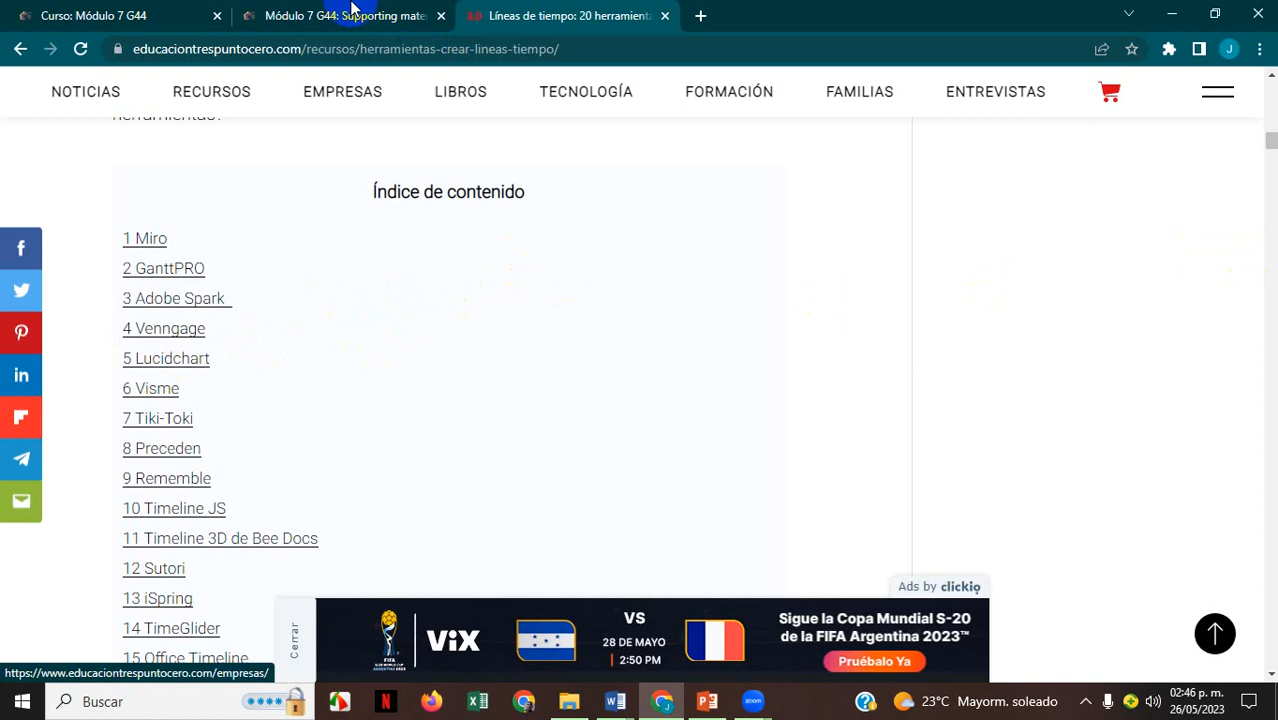 Curso: Módulo 7 G44
Módulo 7 G44: Supporting mate
Líneas de tiempo: 20 herramient
educaciontrespuntocero.com/recursos/herramientas-crear-lineas-tiempo/
J
NOTICIAS RECURSOS EMPRESAS LIBROS TECNOLOGÍA FORMACIÓN FAMILIAS ENTREVISTAS
herramientas?
Índice de contenido
1 Miro
2 GanttPRO
3 Adobe Spark
4 Venngage
5 Lucidchart
6 Visme
7 Tiki-Toki
8 Preceden
9 Rememble
10 Timeline JS
11 Timeline 3D de Bee Docs
12 Sutori
13 iSpring
14 TimeGlider
15 Office Timeline
Ads by clickio
Cerrar
ViX
VS
28 DE MAYO
2:50 PM
Sigue la Copa Mundial S-20
de la FIFA Argentina 2023™
Pruébalo Ya
https://www.educaciontrespuntocero.com/empresas/
Buscar
23°C Mayorm. soleado
02:46 p. m.
26/05/2023